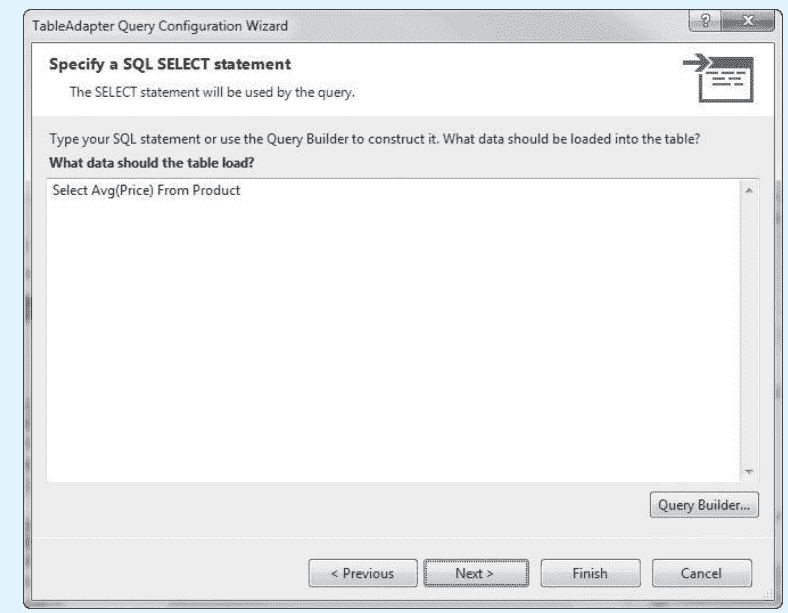 TableAdapter Query Configuration Wizard
?
X
Specify a SQL SELECT statement
The SELECT statement will be used by the query.
Type your SQL statement or use the Query Builder to construct it. What data should be loaded into the table?
What data should the table load?
Select Avg(Price) From Product
Query Builder...
< Previous
Next >
Finish
Cancel